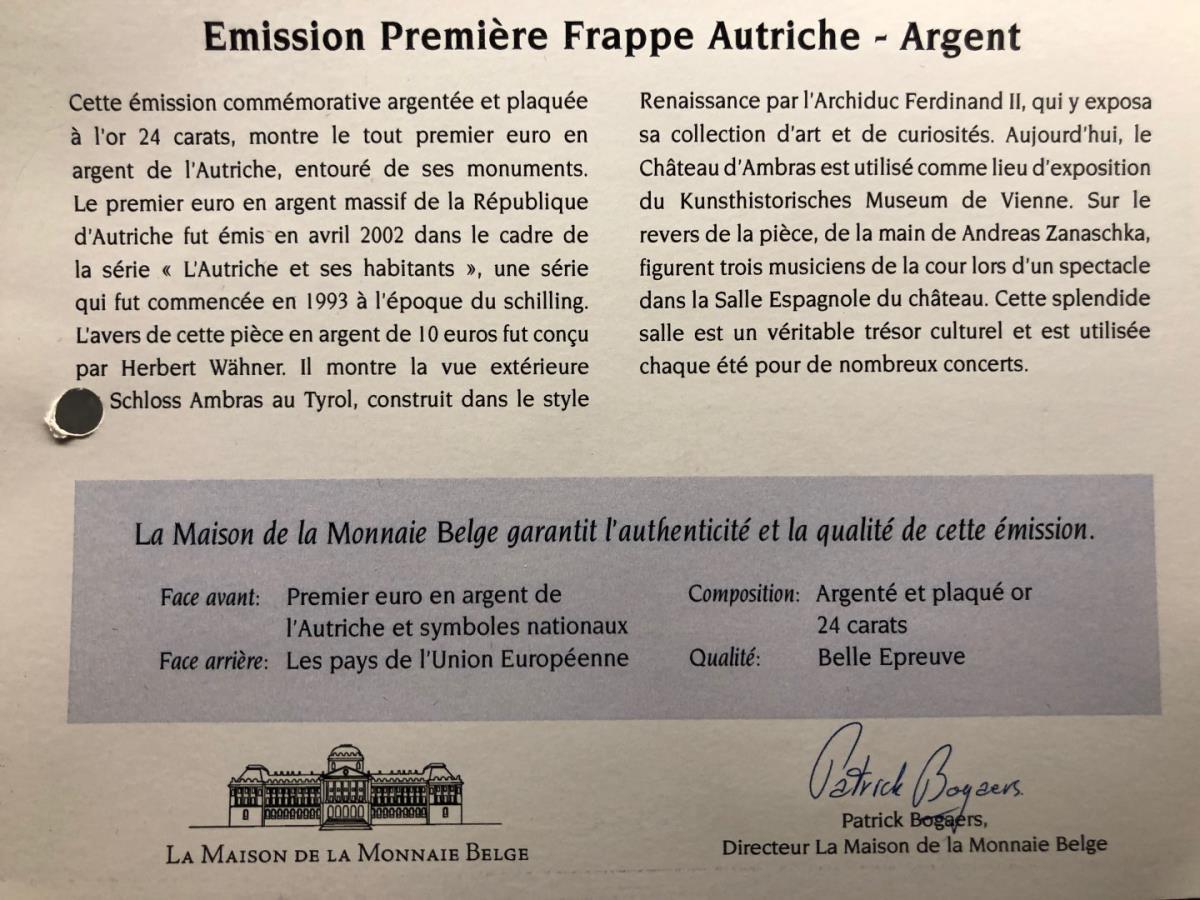 Emission Première Frappe Autriche - Argent
Cette émission commémorative argentée et plaquée
à l'or 24 carats, montre le tout premier euro en
argent de l'Autriche, entouré de ses monuments.
Le premier euro en argent massif de la République
d'Autriche fut émis en avril 2002 dans le cadre de
la série « L'Autriche et ses habitants », une série
qui fut commencée en 1993 à l'époque du schilling.
L'avers de cette pièce en argent de 10 euros fut conçu
par Herbert Wähner. Il montre la vue extérieure
Schloss Ambras au Tyrol, construit dans le style
Renaissance par l'Archiduc Ferdinand II, qui y exposa
sa collection d'art et de curiosités. Aujourd'hui, le
Château d'Ambras est utilisé comme lieu d'exposition
du Kunsthistorisches Museum de Vienne. Sur le
revers de la pièce, de la main de Andreas Zanaschka,
figurent trois musiciens de la cour lors d'un spectacle
dans la Salle Espagnole du château. Cette splendide
salle est un véritable trésor culturel et est utilisée
chaque été pour de nombreux concerts.
La Maison de la Monnaie Belge garantit l'authenticité et la qualité de cette émission.
Face avant: Premier euro en argent de
l'Autriche et symboles nationaux
Face arrière: Les pays de l'Union Européenne
Composition: Argenté et plaqué or
24 carats
Qualité: Belle Epreuve
La Maison de la Monnaie Belge
Patrick Bogaers
Patrick Bogaers,
Directeur La Maison de la Monnaie Belge